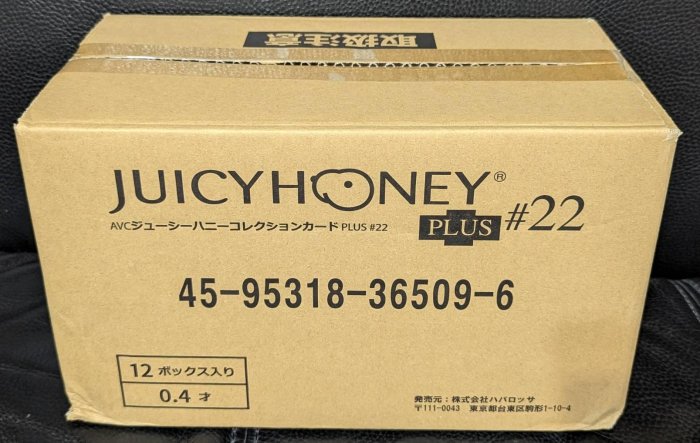 取扱注意
JUICYHONEY®
AVCジューシーハニーコレクションカード PLUS #22
PLUS #22
45-95318-36509-6
12 ボックス入り
0.4 才
発売元：株式会社ハバロッサ
〒111-0043　東京都台東区駒形1-10-4